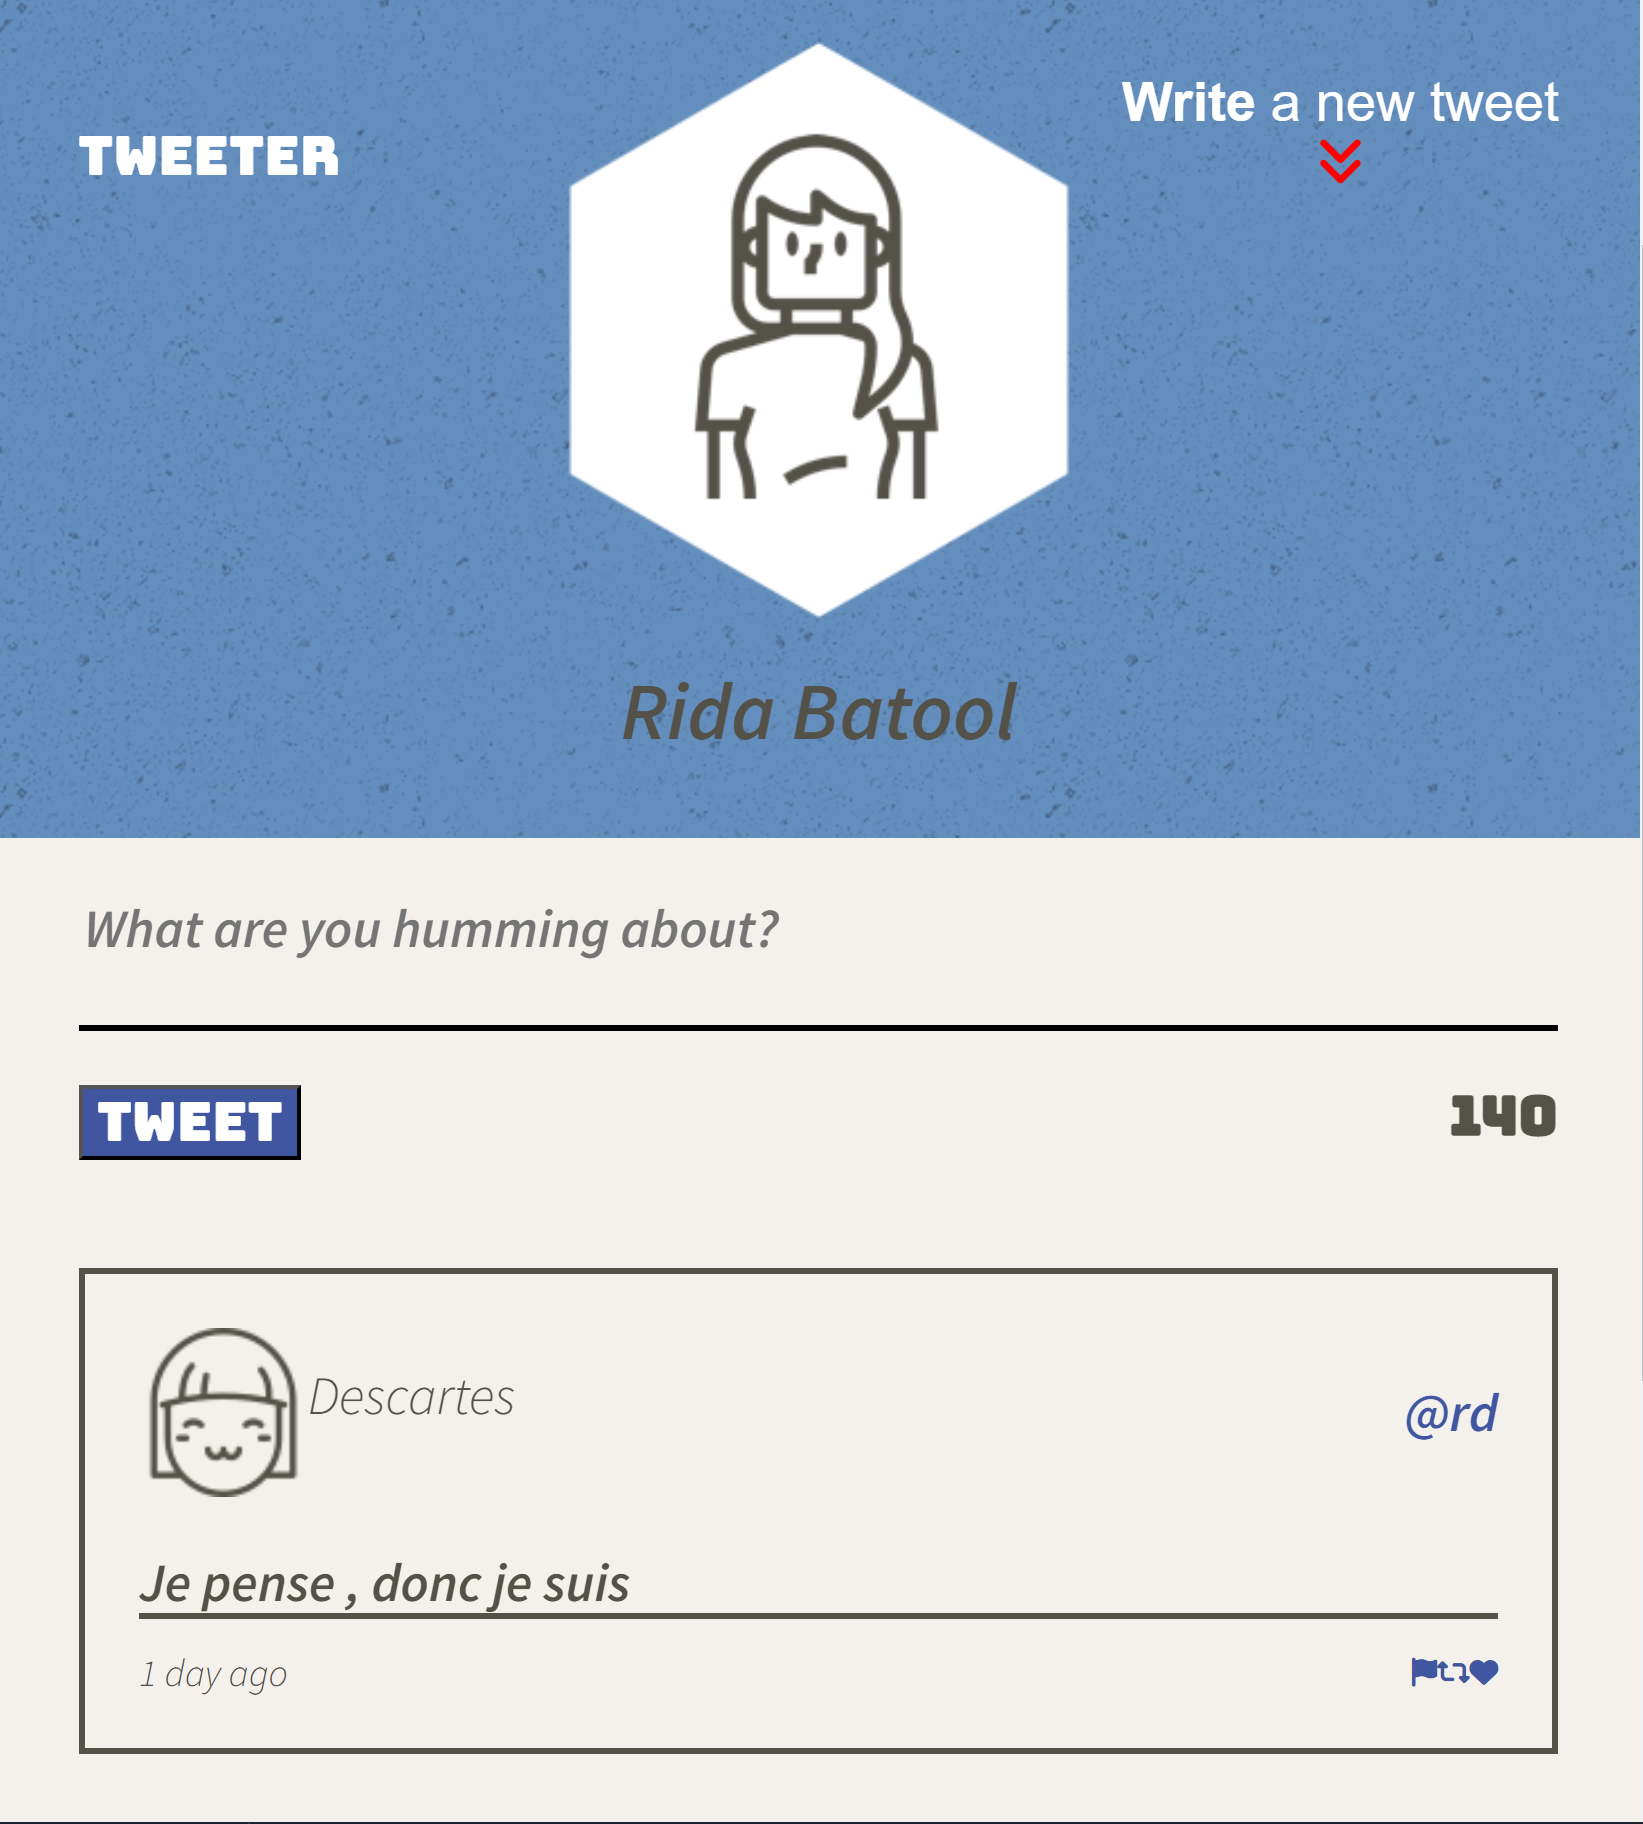 TWEETER
Write a new tweet
Rida Batool
What are you humming about?
TWEET
140
Descartes
@rd
Je pense , donc je suis
1 day ago